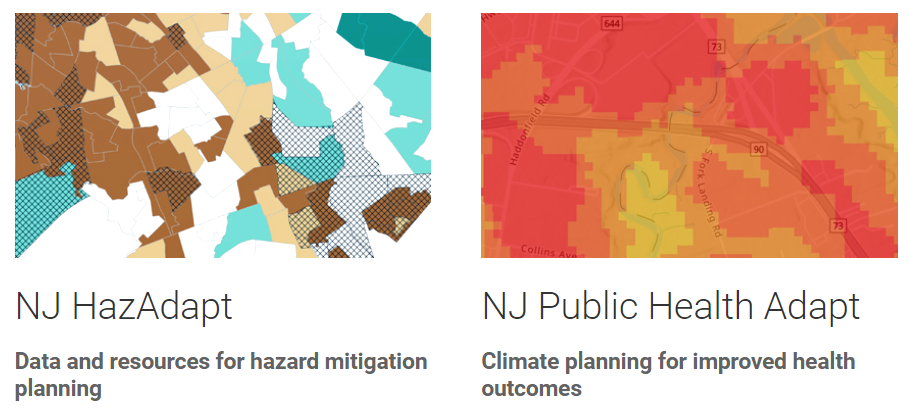 644
73
Haddonfield Rd
90
S Fork Landing Rd
73
Collins Ave
NJ HazAdapt
NJ Public Health Adapt
Data and resources for hazard mitigation
planning
Climate planning for improved health
outcomes